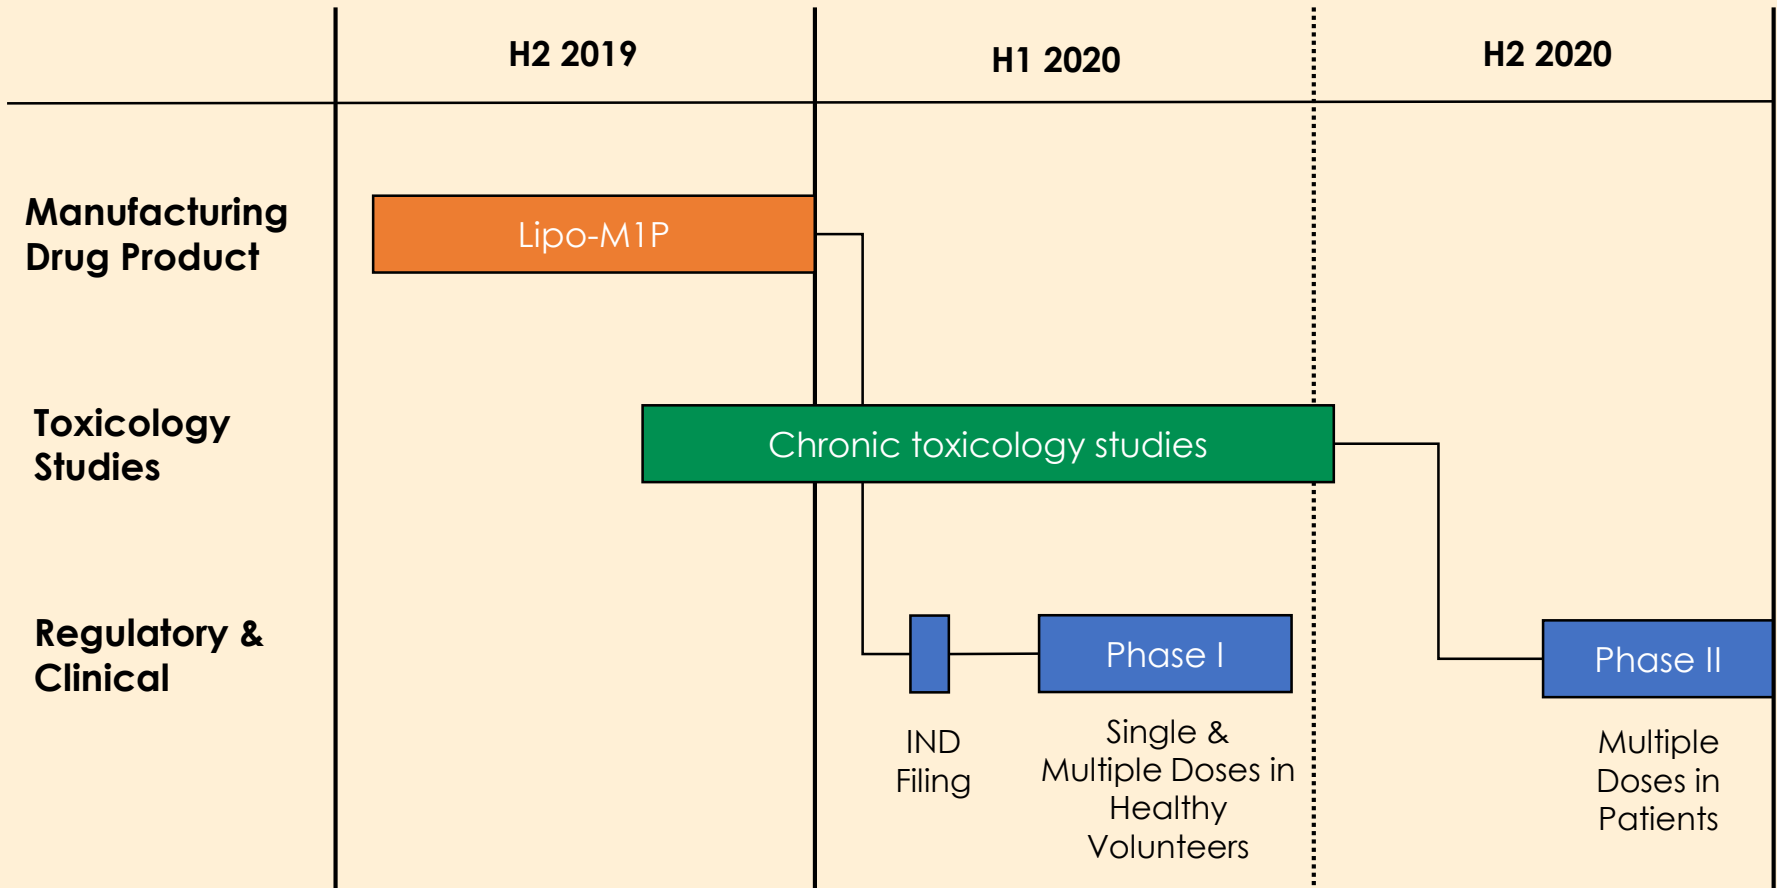 H2 2019
H1 2020
H2 2020
Manufacturing
Drug Product
Lipo-M1P
Toxicology
Studies
Chronic toxicology studies
Regulatory &
Clinical
Phase I
Phase II
IND
Filing
Single &
Multiple Doses in
Healthy
Volunteers
Multiple
Doses in
Patients